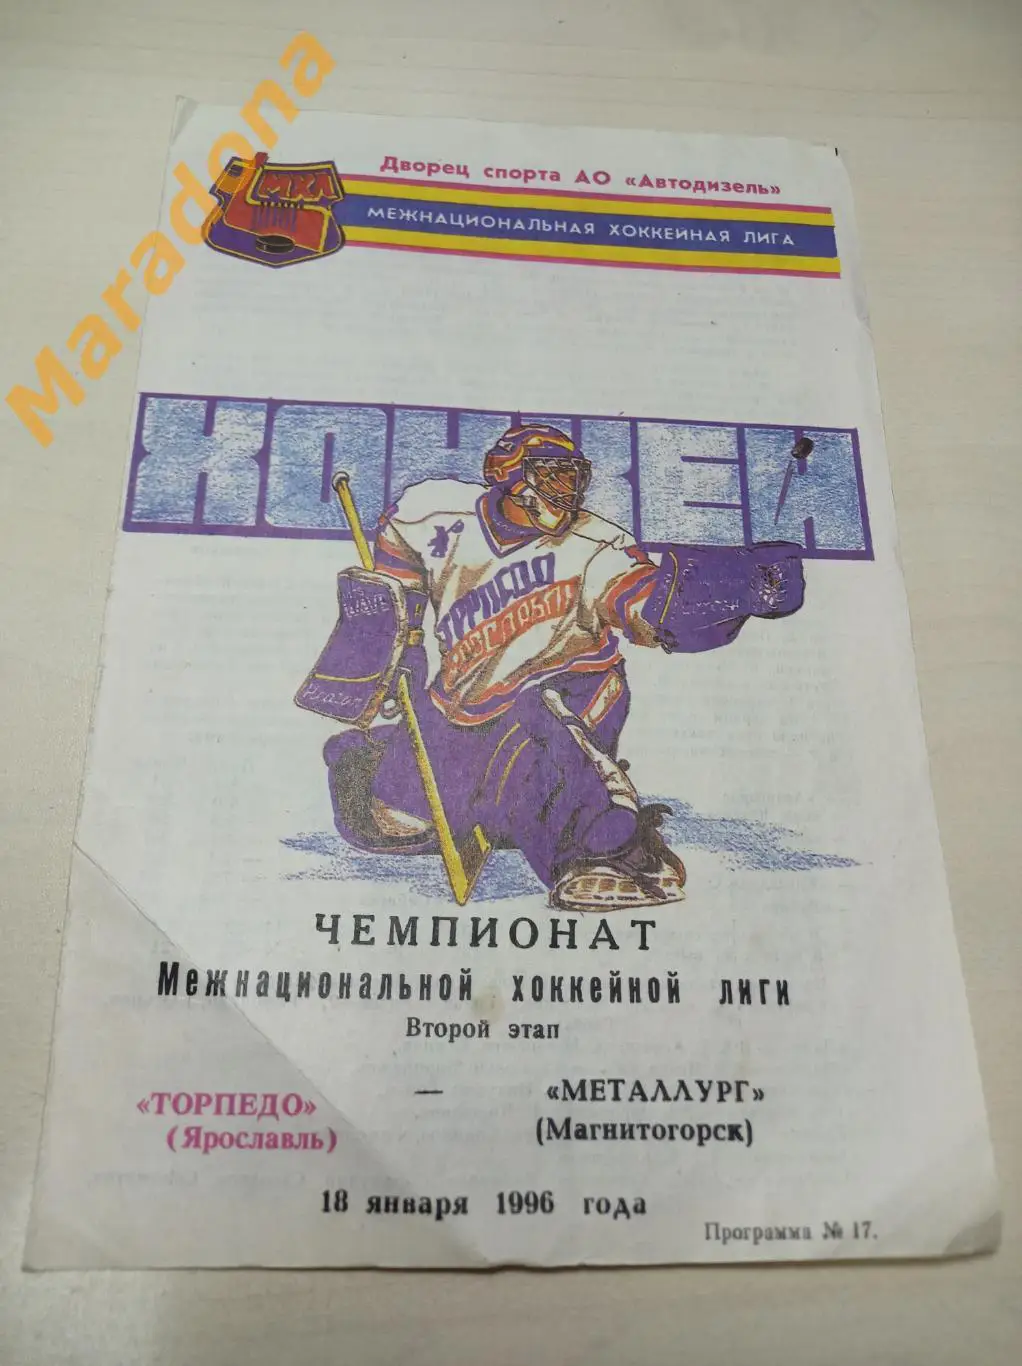 Maradona
Дворец спорта АО «Автодизель»
МХЛ
МЕЖНАЦИОНАЛЬНАЯ ХОККЕЙНАЯ ЛИГА
ХОККЕЙ
ТОРПЕДО
ЧЕМПИОНАТ
Межнациональной хоккейной лиги
Второй этап
«ТОРПЕДО» — «МЕТАЛЛУРГ»
(Ярославль) (Магнитогорск)
18 января 1996 года
Программа № 17.